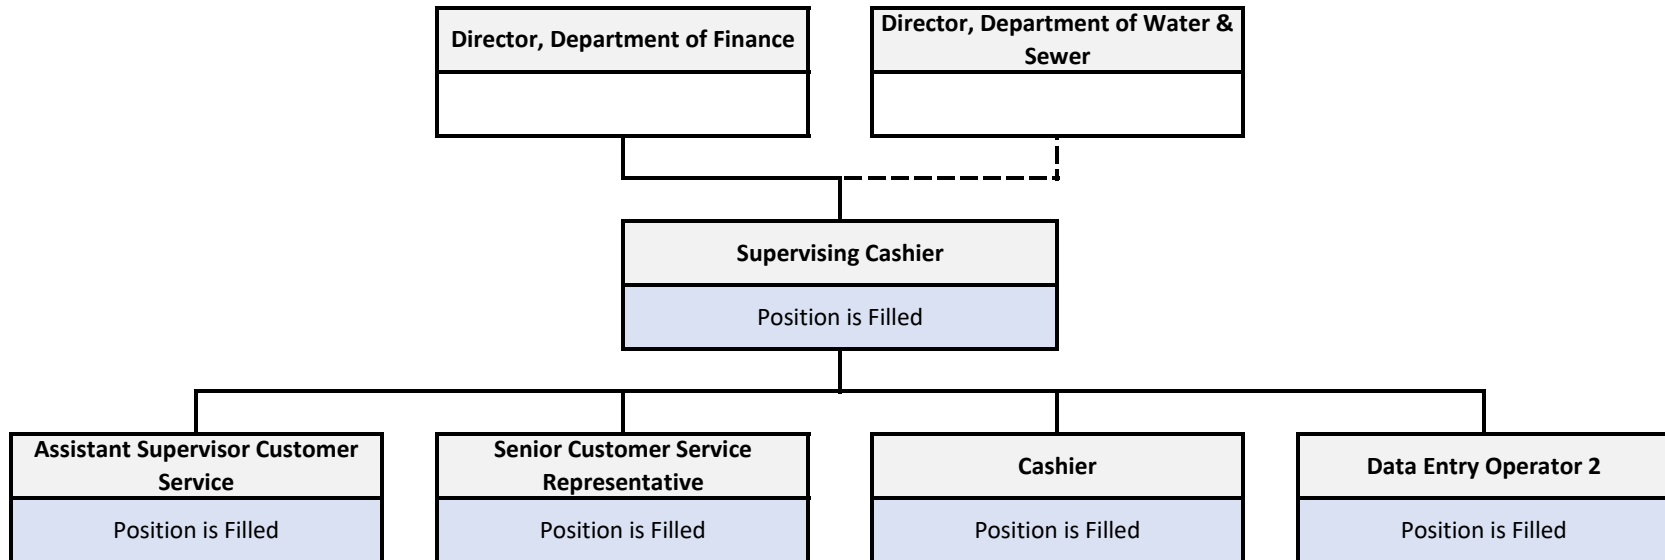 Director, Department of Finance
Director, Department of Water &
Sewer
Supervising Cashier
Position is Filled
Assistant Supervisor Customer
Service
Position is Filled
Senior Customer Service
Representative
Position is Filled
Cashier
Position is Filled
Data Entry Operator 2
Position is Filled